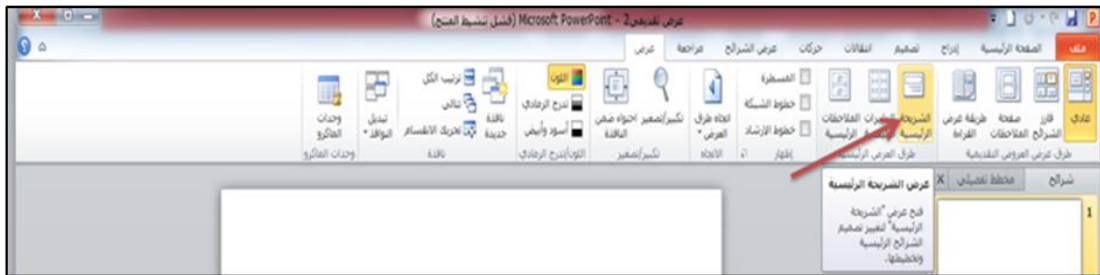 عرض تقديمي2 - Microsoft PowerPoint (فشل تنشيط المنتج)
ملف الصفحة الرئيسية إدراج تصميم انتقالات حركات عرض الشرائح مراجعة عرض
عادي
فارز الشرائح
صفحة الملاحظات
طريقة عرض القراءة
طرق عرض العروض التقديمية
الشريحة الرئيسية
الملاحظات الرئيسية
طرق العرض الرئيسية
المسطرة
خطوط الشبكة
خطوط الإرشاد
إظهار
اتجاه طرق العرض
الاتجاه
تكبير/تصغير
احتواء ضمن النافذة
تكبير/تصغير
اللون
تدرج الرمادي
أسود وأبيض
اللون/تدرج الرمادي
نافذة جديدة
ترتيب الكل
تتالي
تحريك الانقسام
تبديل النوافذ
نافذة
وحدات الماكرو
وحدات الماكرو
شرائح مخطط تفصيلي
1
عرض الشريحة الرئيسية
فتح عرض "الشريحة
الرئيسية" لتغيير تصميم
الشرائح الرئيسية
وتخطيطها.